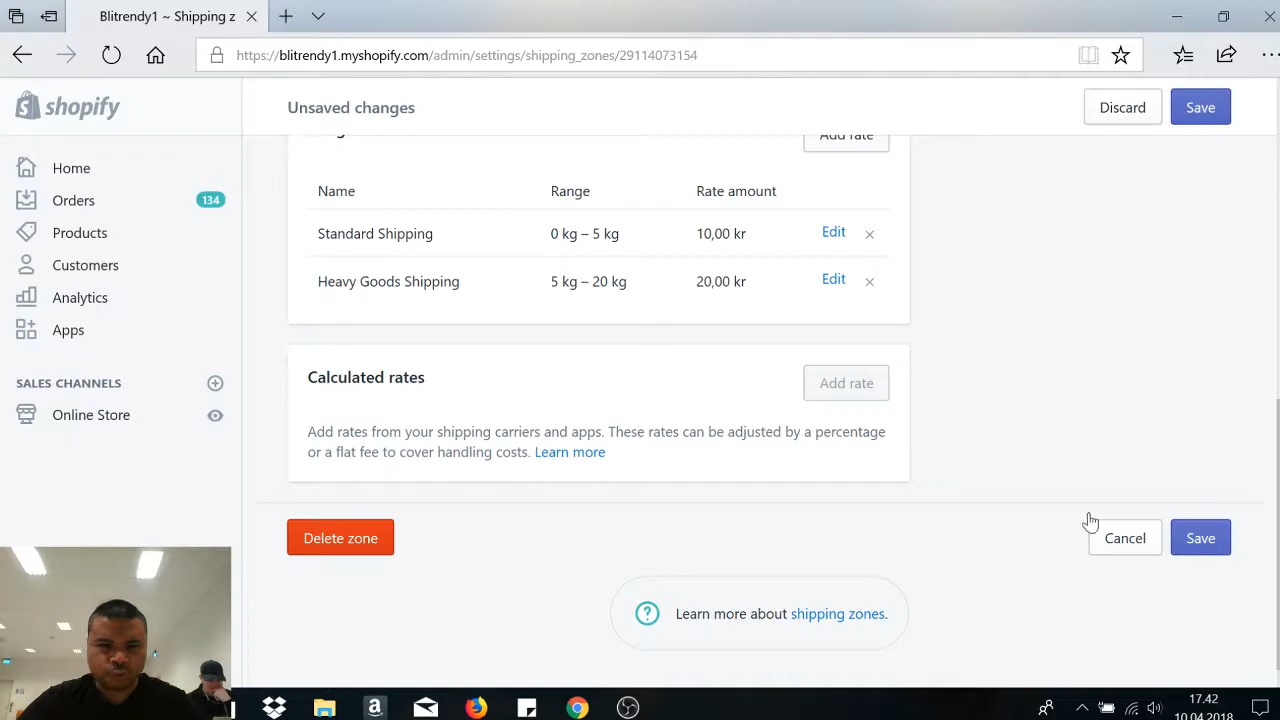 Blitrendy1 ~ Shipping z
https://blitrendy1.myshopify.com/admin/settings/shipping_zones/29114073154
shopify
Unsaved changes
Discard
Save
Home
Orders
134
Products
Customers
Analytics
Apps
SALES CHANNELS
Online Store
Add rate
Name
Range
Rate amount
Standard Shipping
0 kg – 5 kg
10,00 kr
Edit
Heavy Goods Shipping
5 kg – 20 kg
20,00 kr
Edit
Calculated rates
Add rate
Add rates from your shipping carriers and apps. These rates can be adjusted by a percentage
or a flat fee to cover handling costs. Learn more
Delete zone
Cancel
Save
Learn more about shipping zones.
17.42
10.04.2018